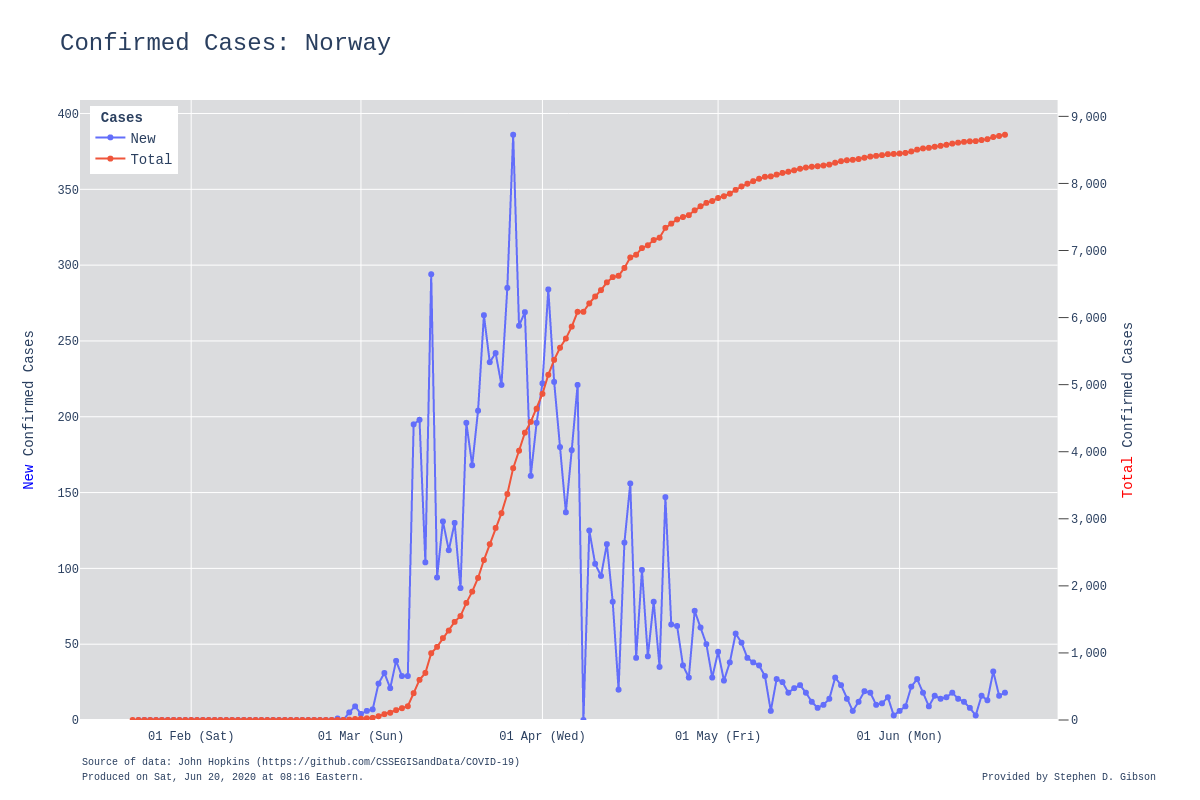 Confirmed Cases: Norway
Cases
New
Total
400
350
300
250
200
150
100
50
0
New Confirmed Cases
9,000
8,000
7,000
6,000
5,000
4,000
3,000
2,000
1,000
0
Total Confirmed Cases
01 Feb (Sat)
01 Mar (Sun)
01 Apr (Wed)
01 May (Fri)
01 Jun (Mon)
Source of data: John Hopkins (https://github.com/CSSEGISandData/COVID-19)
Produced on Sat, Jun 20, 2020 at 08:16 Eastern.
Provided by Stephen D. Gibson